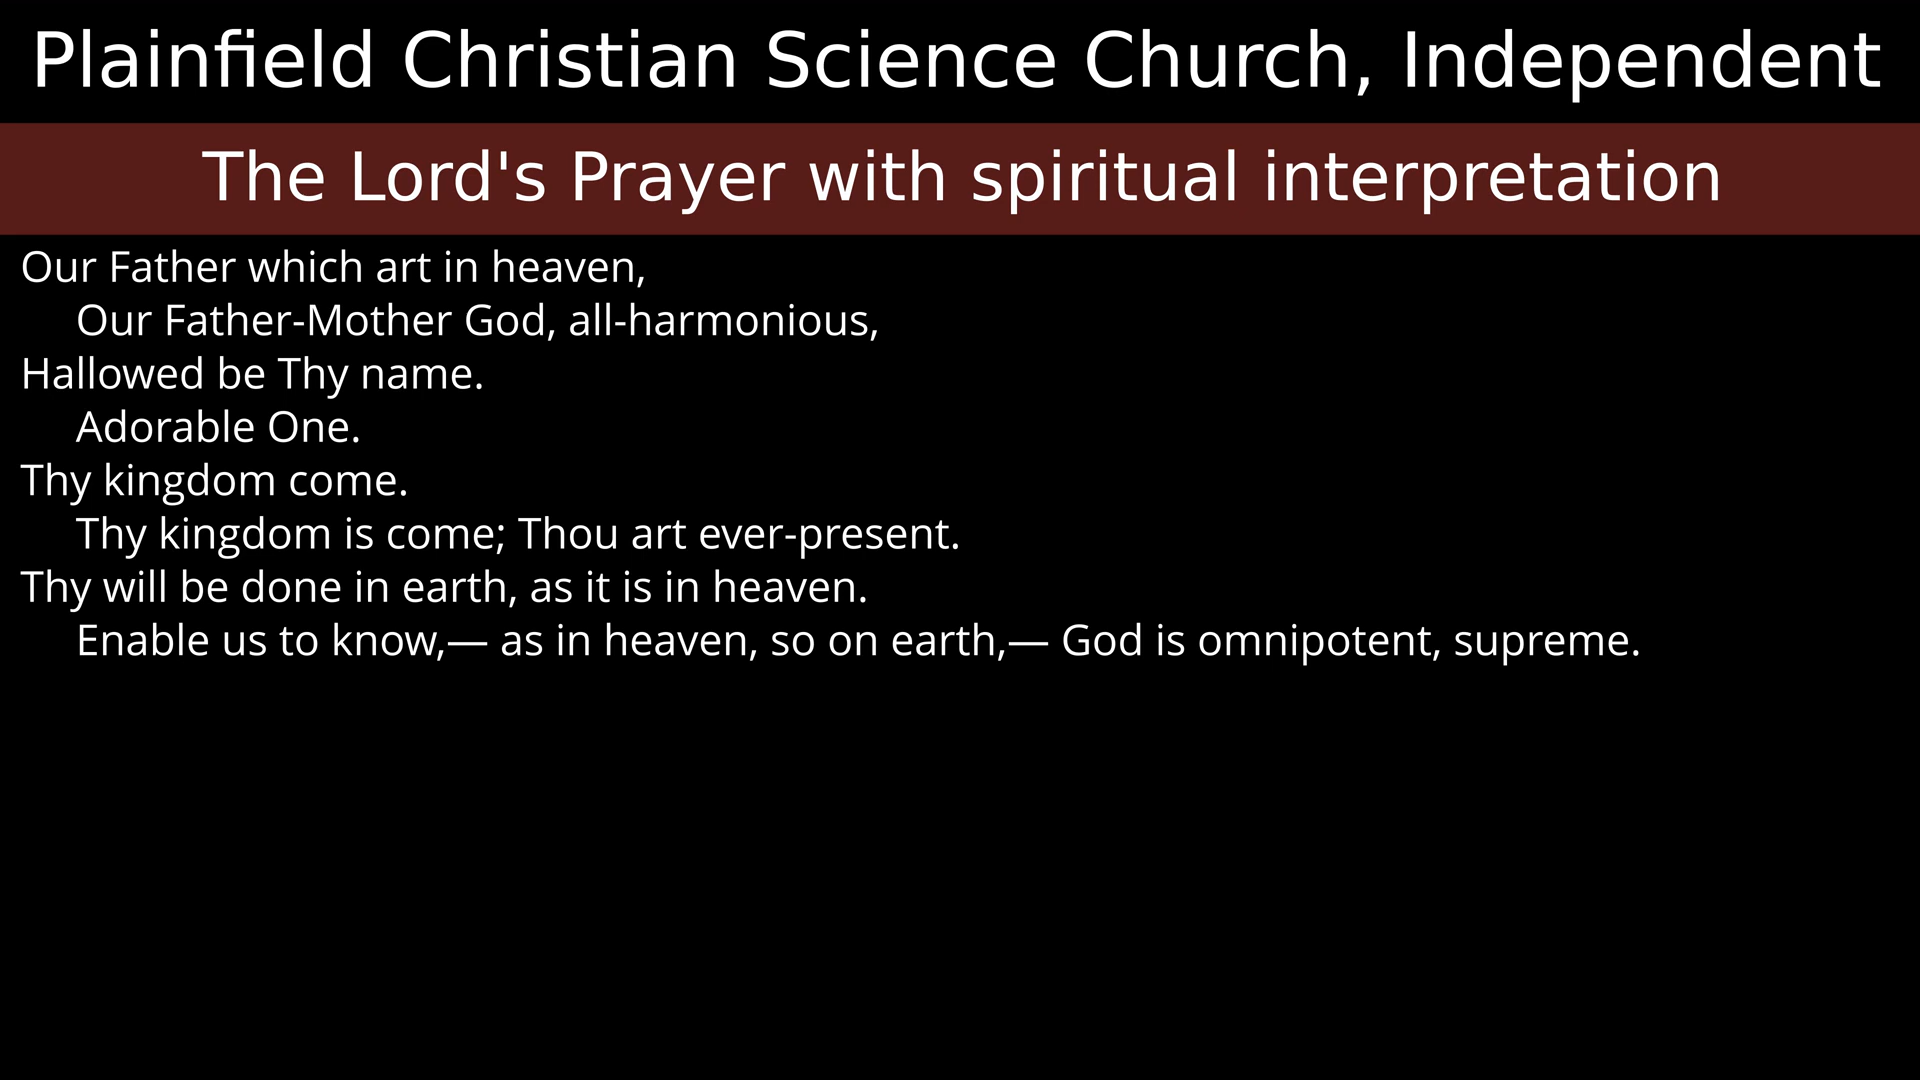 Plainfield Christian Science Church, Independent
The Lord's Prayer with spiritual interpretation
Our Father which art in heaven,
Our Father-Mother God, all-harmonious,
Hallowed be Thy name.
Adorable One.
Thy kingdom come.
Thy kingdom is come; Thou art ever-present.
Thy will be done in earth, as it is in heaven.
Enable us to know,— as in heaven, so on earth,— God is omnipotent, supreme.